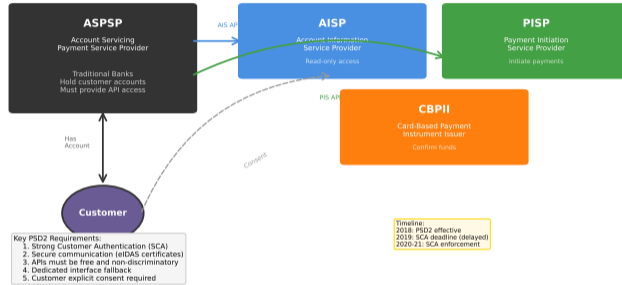 ASPSP
Account Servicing
Payment Service Provider
Traditional Banks
Hold customer accounts
Must provide API access
AIS AP
AISP
Account Information
Service Provider
Read-only access
PISP
Payment Initiation
Service Provider
Initiate payments
PIS AP
CBPII
Card-Based Payment
Instrument Issuer
Confirm funds
Has
Account
Consent
Customer
Key PSD2 Requirements:
1. Strong Customer Authentication (SCA)
2. Secure communication (eIDAS certificates)
3. APIs must be free and non-discriminatory
4. Dedicated interface fallback
5. Customer explicit consent required
Timeline:
2018: PSD2 effective
2019: SCA deadline (delayed)
2020-21: SCA enforcement